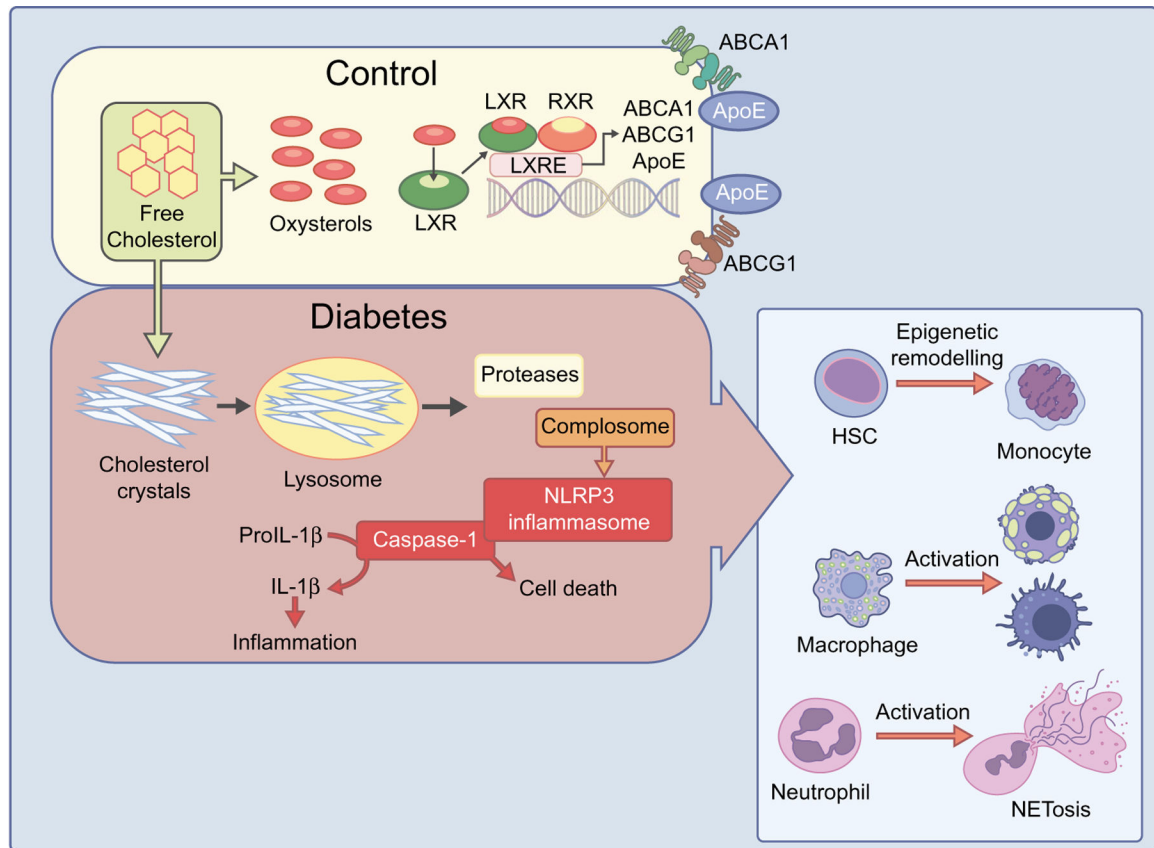 Control
ABCA1
ApoE
ApoE
ABCG1
Free
Cholesterol
Oxysterols
LXR
LXR
RXR
LXRE
ABCA1
ABCG1
ApoE
Diabetes
Cholesterol
crystals
Lysosome
Proteases
Complosome
NLRP3
inflammasome
Caspase-1
ProIL-1β
IL-1β
Inflammation
Cell death
HSC
Epigenetic
remodelling
Monocyte
Macrophage
Activation
Neutrophil
Activation
NETosis